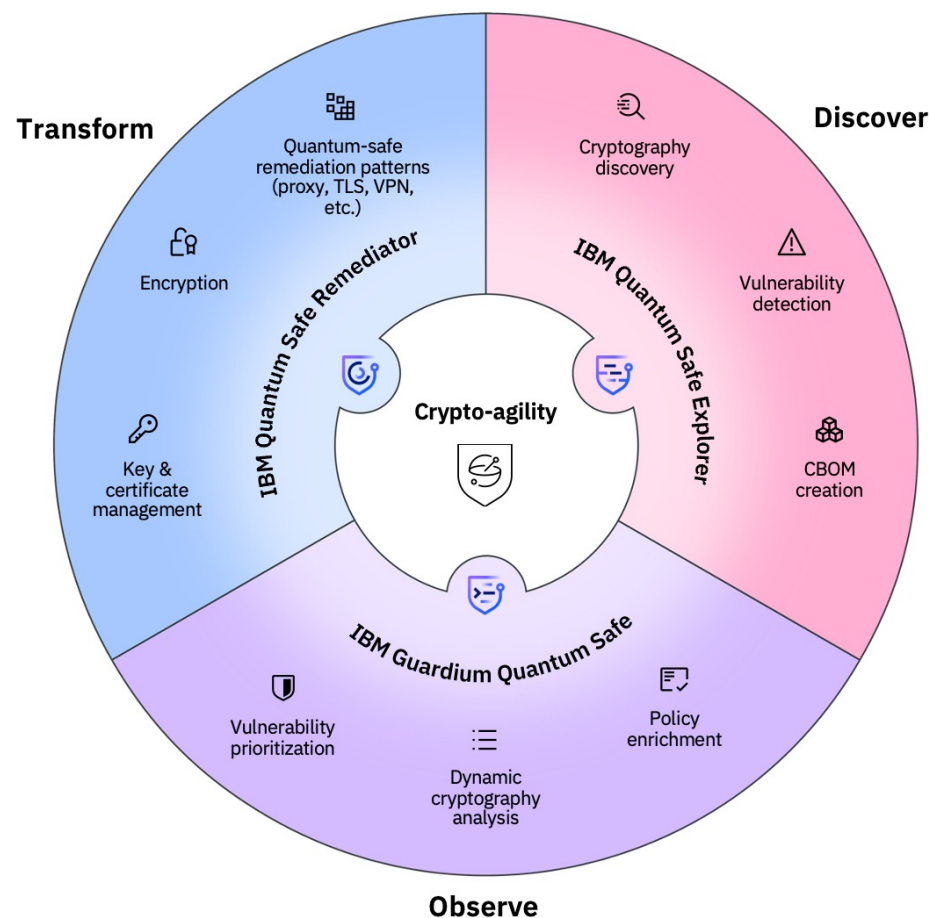 Transform
Discover
Quantum-safe
remediation patterns
(proxy, TLS, VPN,
etc.)
Encryption
Key &
certificate
management
IBM Quantum Safe Remediator
Cryptography
discovery
Vulnerability
detection
CBOM
creation
IBM Quantum Safe Explorer
Crypto-agility
IBM Guardium Quantum Safe
Vulnerability
prioritization
Dynamic
cryptography
analysis
Policy
enrichment
Observe